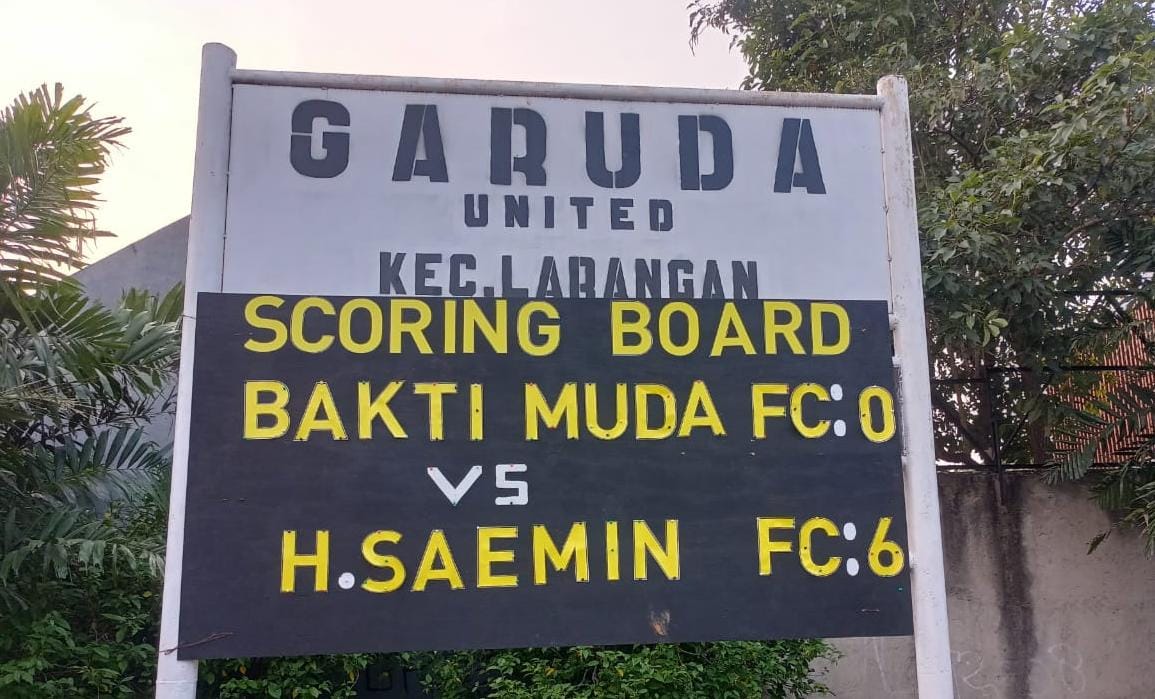 GARUDA
UNITED
KEC.LARANGAN
SCORING BOARD
BAKTI MUDA FC:0
VS
H.SAEMIN FC:6